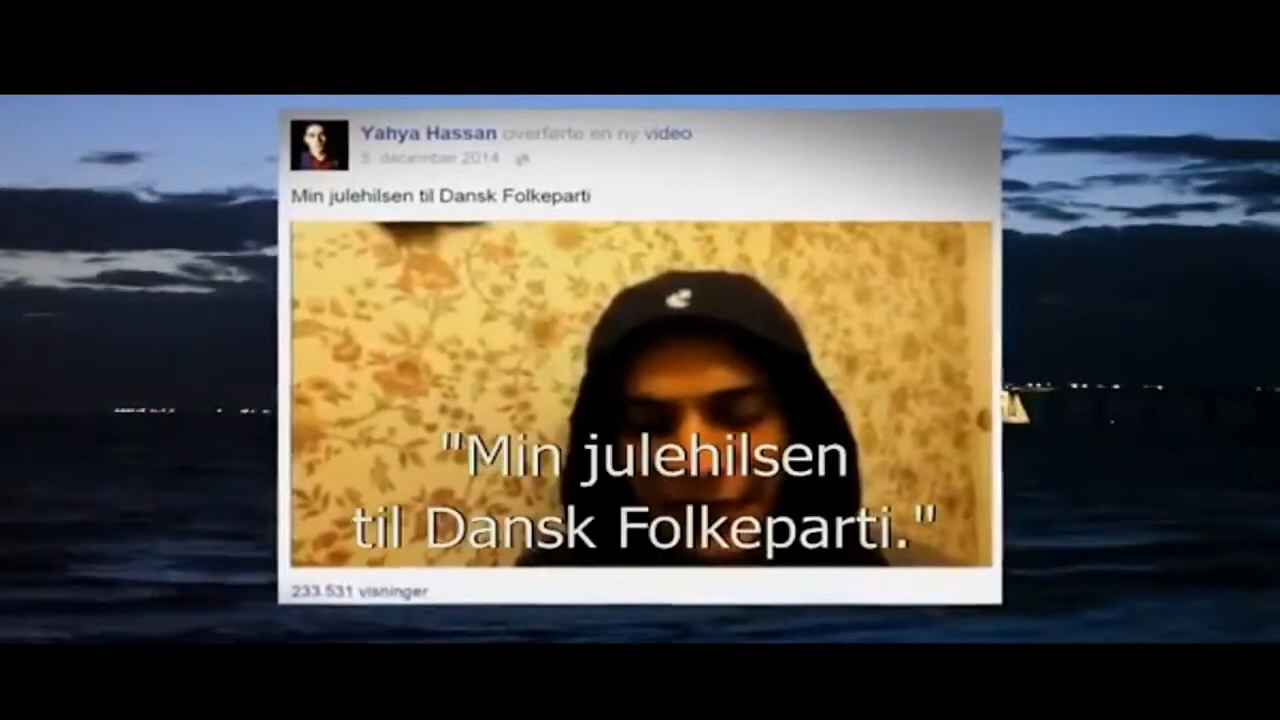 Yahya Hassan overførte en ny video
5. december 2014
Min julehilsen til Dansk Folkeparti
"Min julehilsen
til Dansk Folkeparti."
233.531 visninger